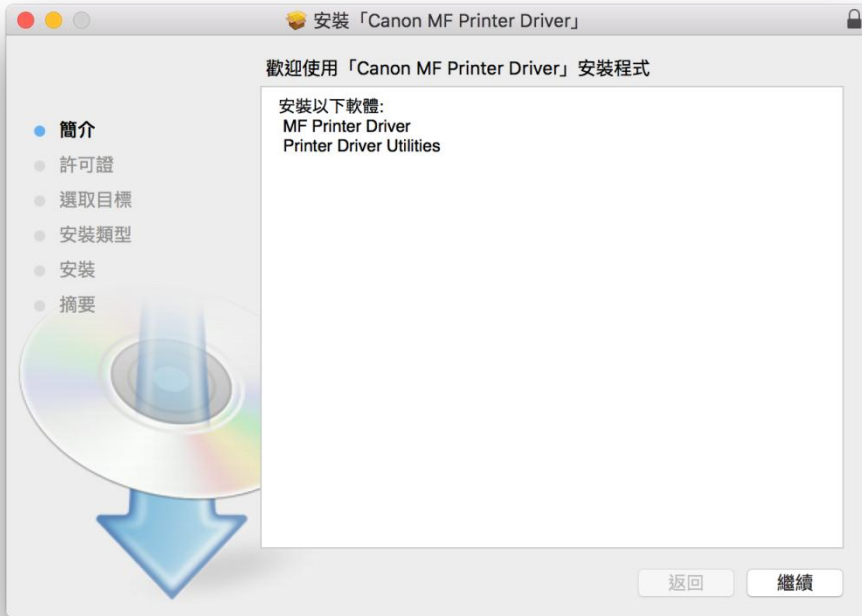 安裝「Canon MF Printer Driver」
歡迎使用「Canon MF Printer Driver」安裝程式
簡介
許可證
選取目標
安裝類型
安裝
摘要
安裝以下軟體:
MF Printer Driver
Printer Driver Utilities
返回
繼續